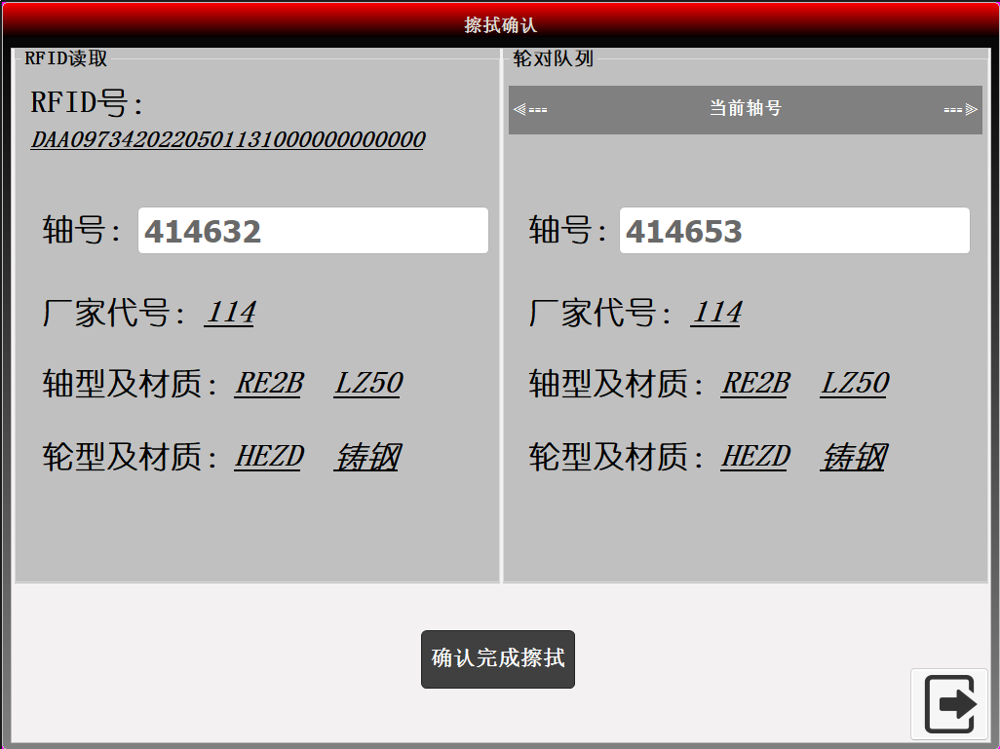 擦拭确认
RFID读取
RFID号:
DAA09734202205011310000000000000
轴号: 414632
厂家代号: 114
轴型及材质: RE2B LZ50
轮型及材质: HEZD 铸钢
轮对队列
⫷=== 当前轴号 ===⫸
轴号: 414653
厂家代号: 114
轴型及材质: RE2B LZ50
轮型及材质: HEZD 铸钢
确认完成擦拭